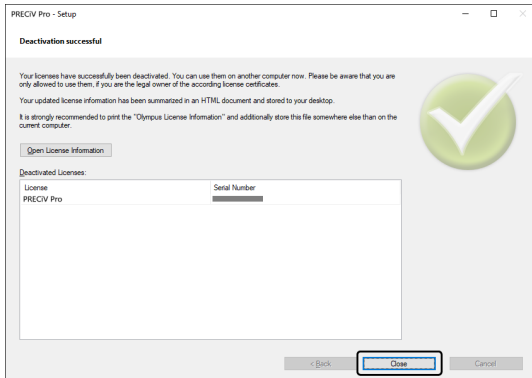 PRECiV Pro - Setup
Deactivation successful
Your licenses have successfully been deactivated. You can use them on another computer now. Please be aware that you are
only allowed to use them, if you are the legal owner of the according license certificates.
Your updated license information has been summarized in an HTML document and stored to your desktop.
It is strongly recommended to print the "Olympus License Information" and additionally store this file somewhere else than on the
current computer.
Open License Information
Deactivated Licenses:
License Serial Number
PRECiV Pro
< Back Close Cancel